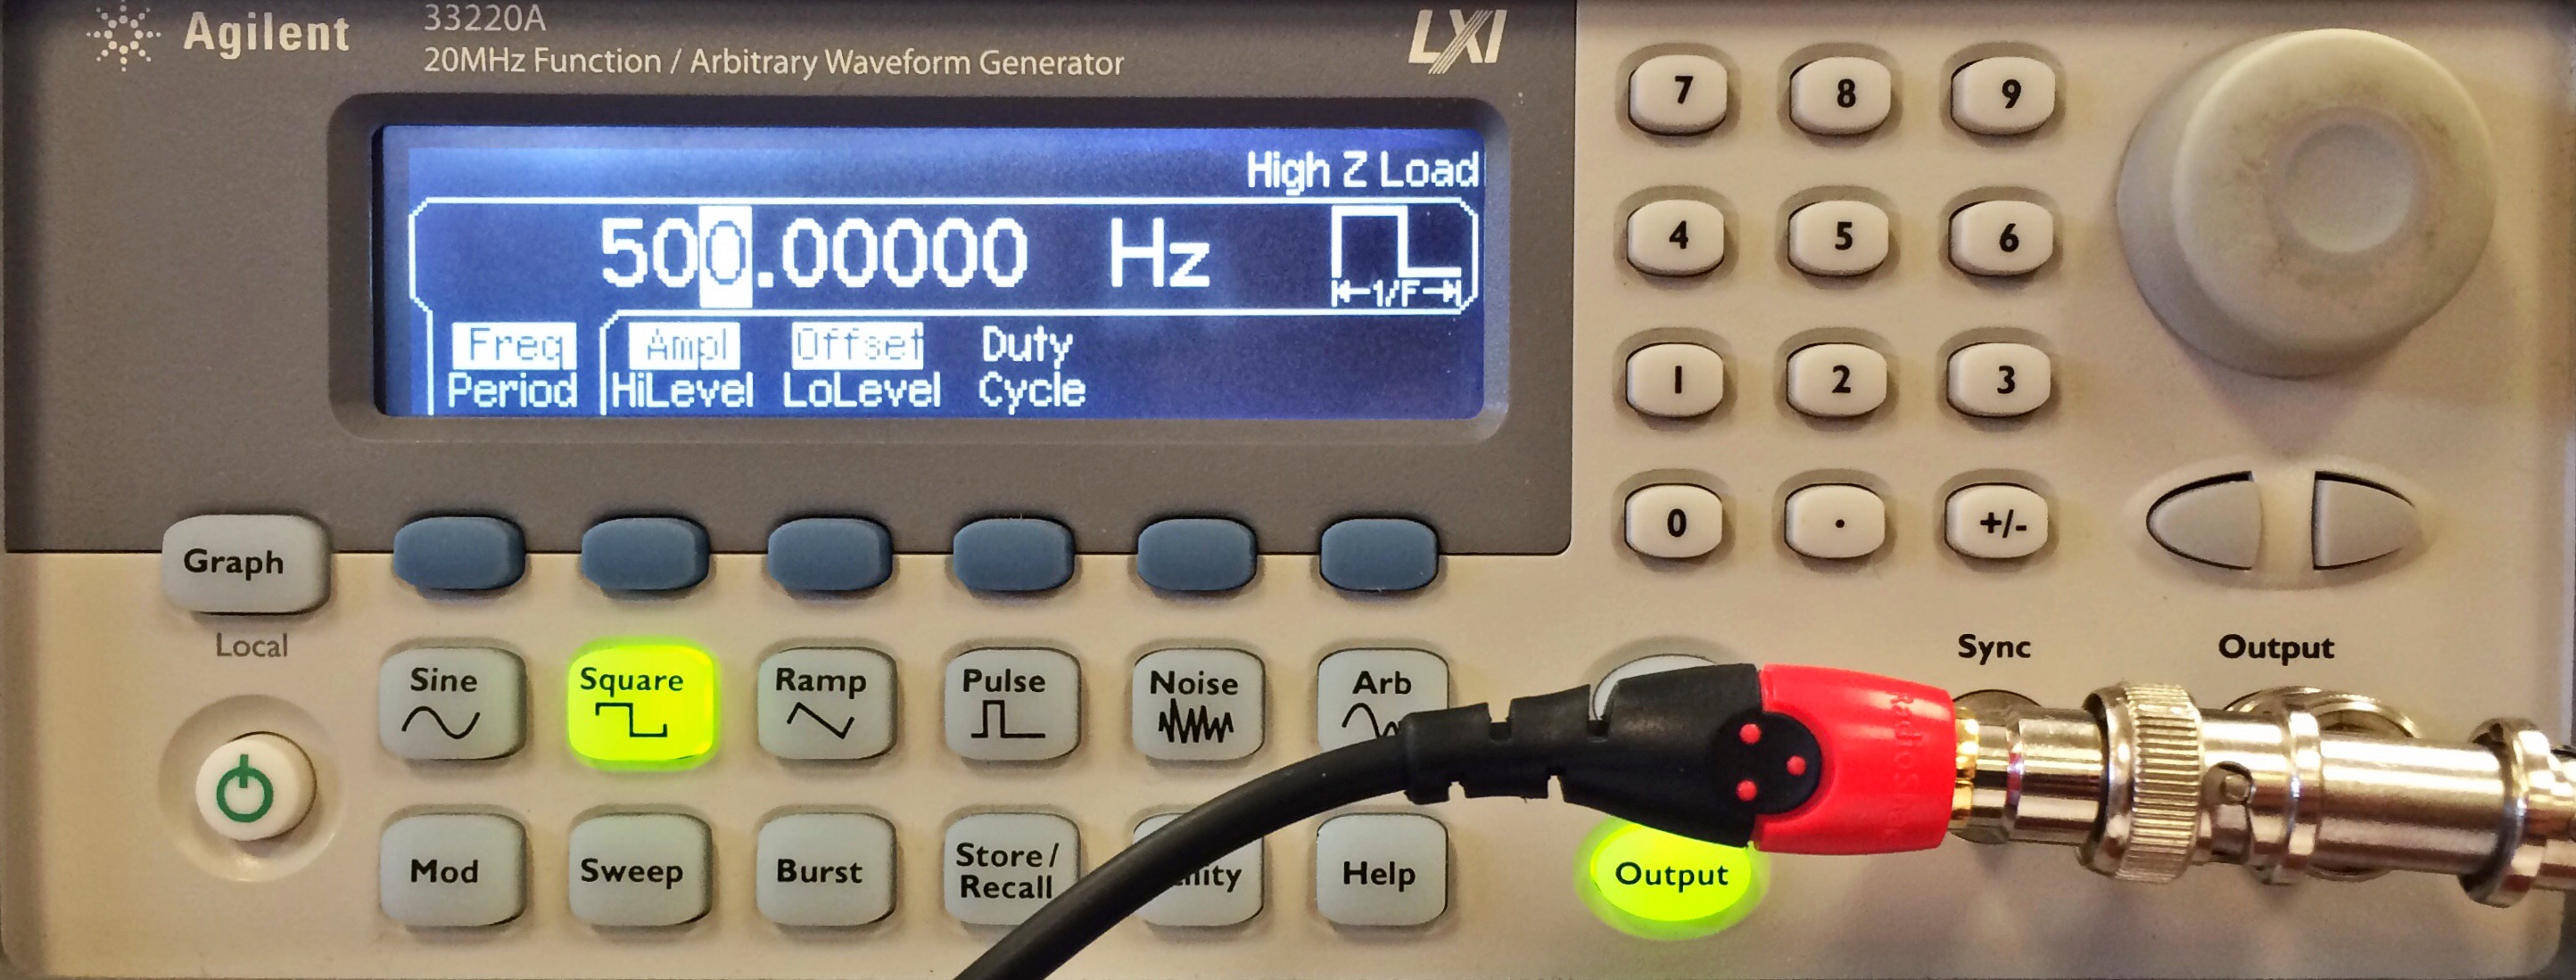 Agilent
33220A
20MHz Function / Arbitrary Waveform Generator
LXI
High Z Load
500.00000 Hz
1/F
Freq Ampl Offset Duty
Period HiLevel LoLevel Cycle
7 8 9
4 5 6
1 2 3
0 . +/-
Graph
Local
Sine Square Ramp Pulse Noise Arb
Mod Sweep Burst Store/
Recall
Help
Output
Sync
Output
RadioShack